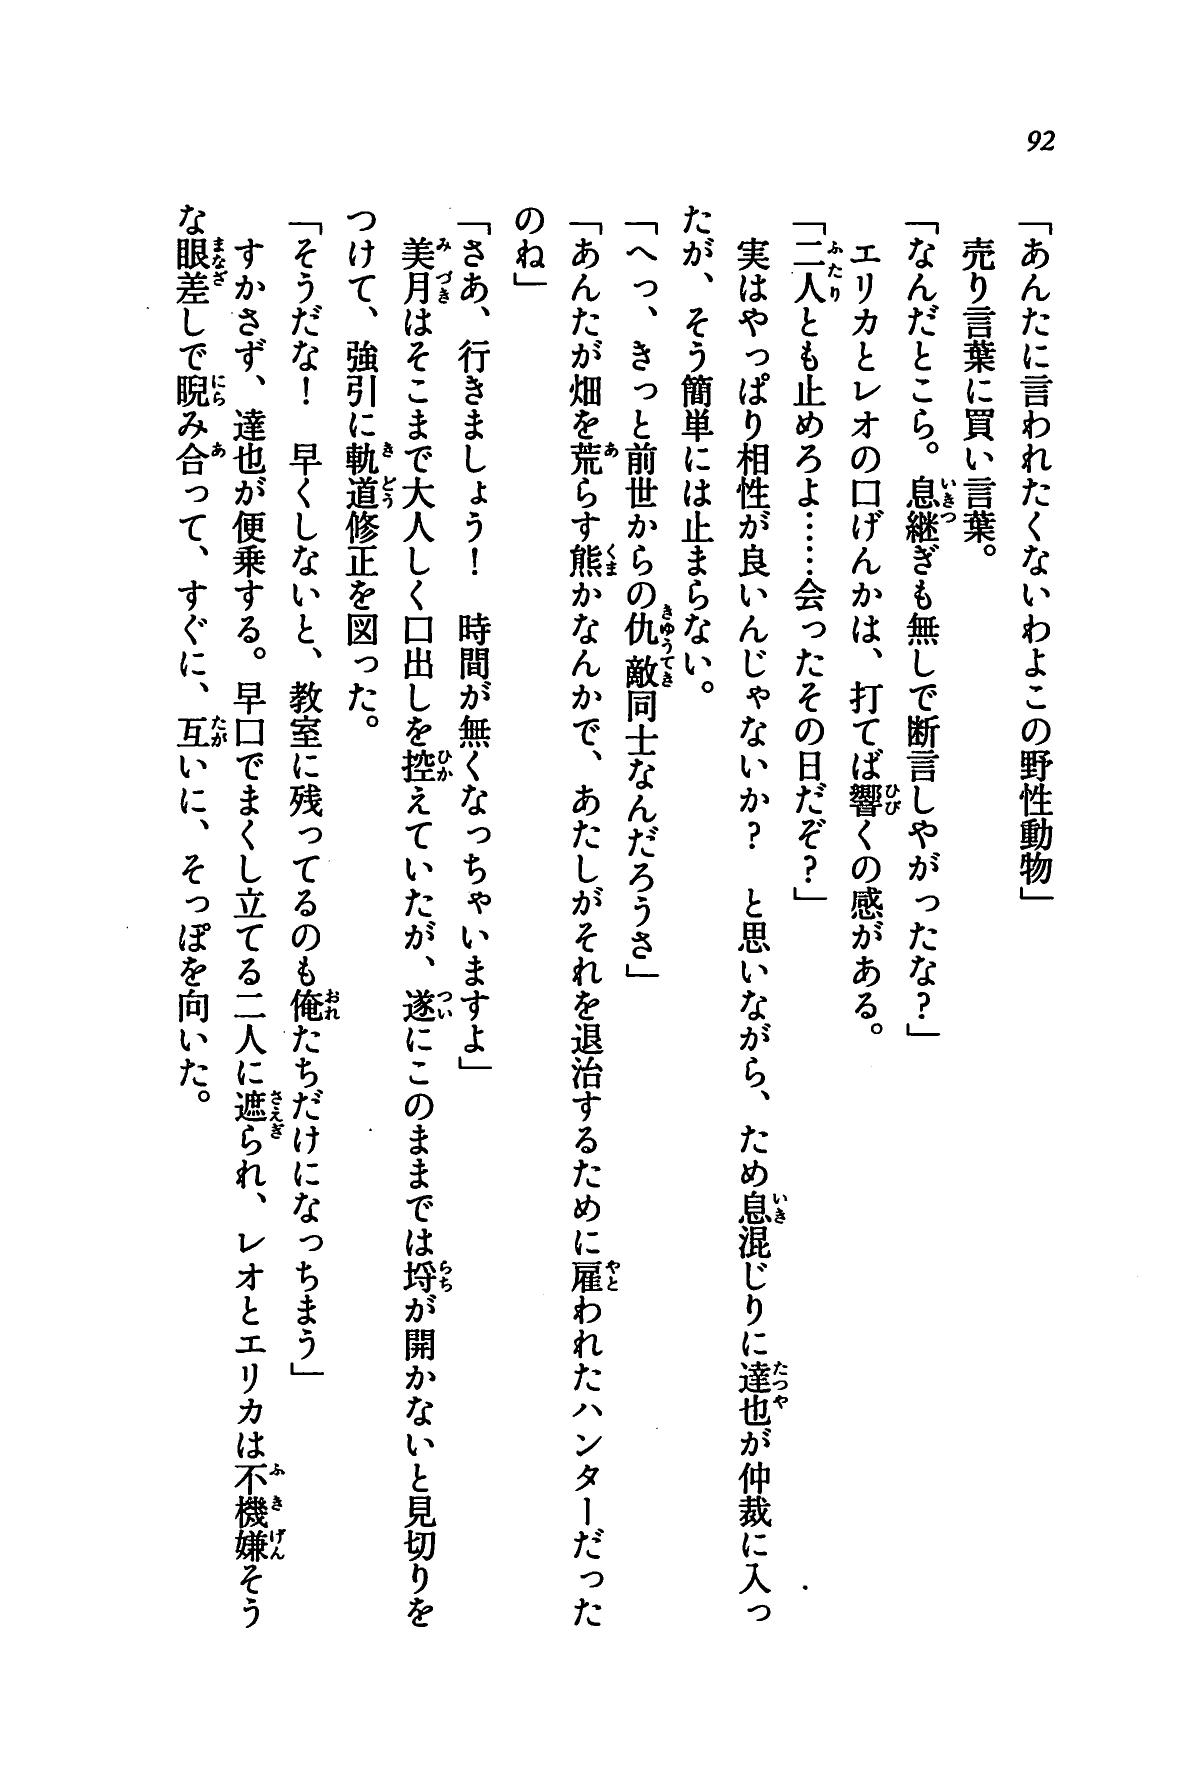 92
「あんたに言われたくないわよこの野性動物」
売り言葉に買い言葉。
「なんだとこら。息継ぎも無しで断言しやがったな?」
エリカとレオの口げんかは、打てば響くの感がある。
「二人とも止めろよ……会ったその日だぞ?」
実はやっぱり相性が良いんじゃないか? と思いながら、ため息混じりに達也が仲裁に入っ
たが、そう簡単には止まらない。
「へっ、きっと前世からの仇敵同士なんだろうさ」
「あんたが畑を荒らす熊かなんかで、あたしがそれを退治するために雇われたハンターだった
のね」
「さあ、行きましょう! 時間が無くなっちゃいますよ」
美月はそこまで大人しく口出しを控えていたが、遂にこのままでは埒が開かないと見切りを
つけて、強引に軌道修正を図った。
「そうだな! 早くしないと、教室に残ってるのも俺たちだけになっちまう」
すかさず、達也が便乗する。早口でまくし立てる二人に遮られ、レオとエリカは不機嫌そう
な眼差しで睨み合って、すぐに、互いに、そっぽを向いた。